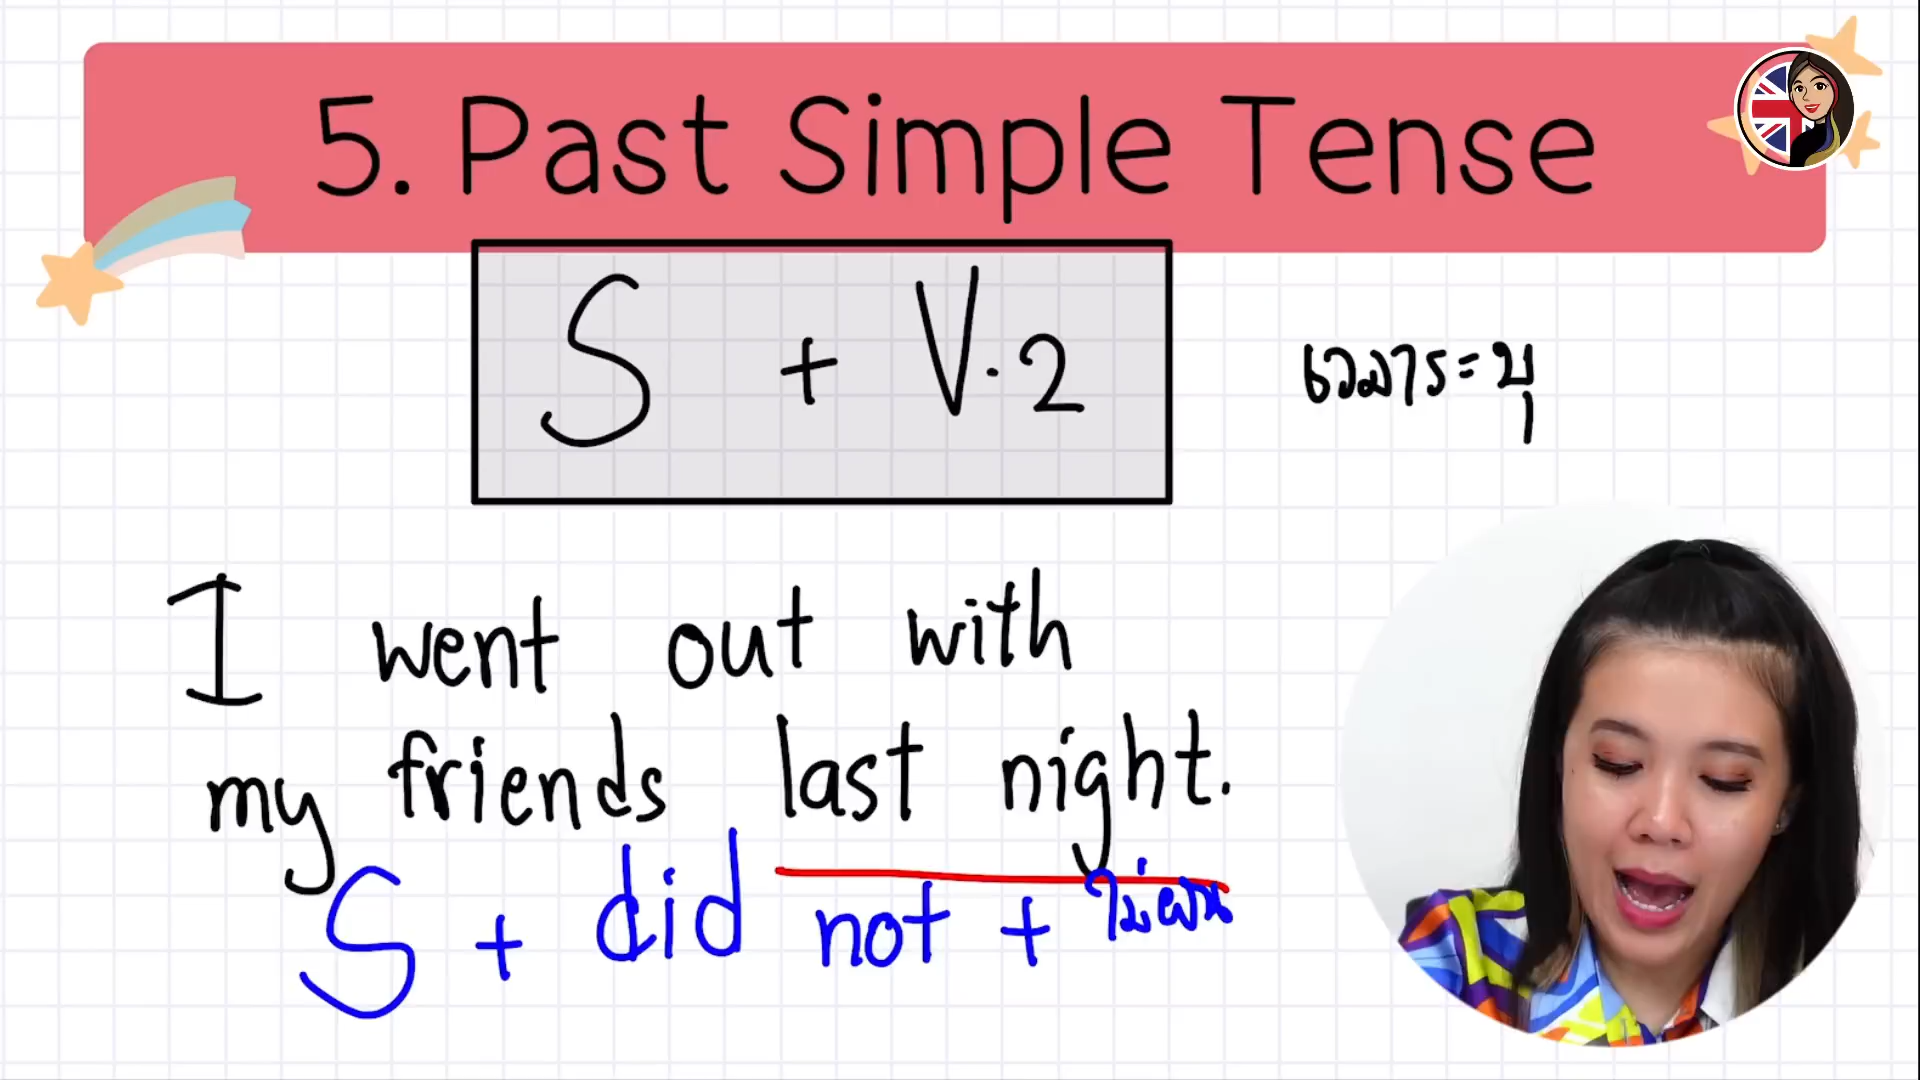 5. Past Simple Tense
S + V.2
เวลาระบุ
I went out with
my friends last night.
S + did not + ไม่ผัน